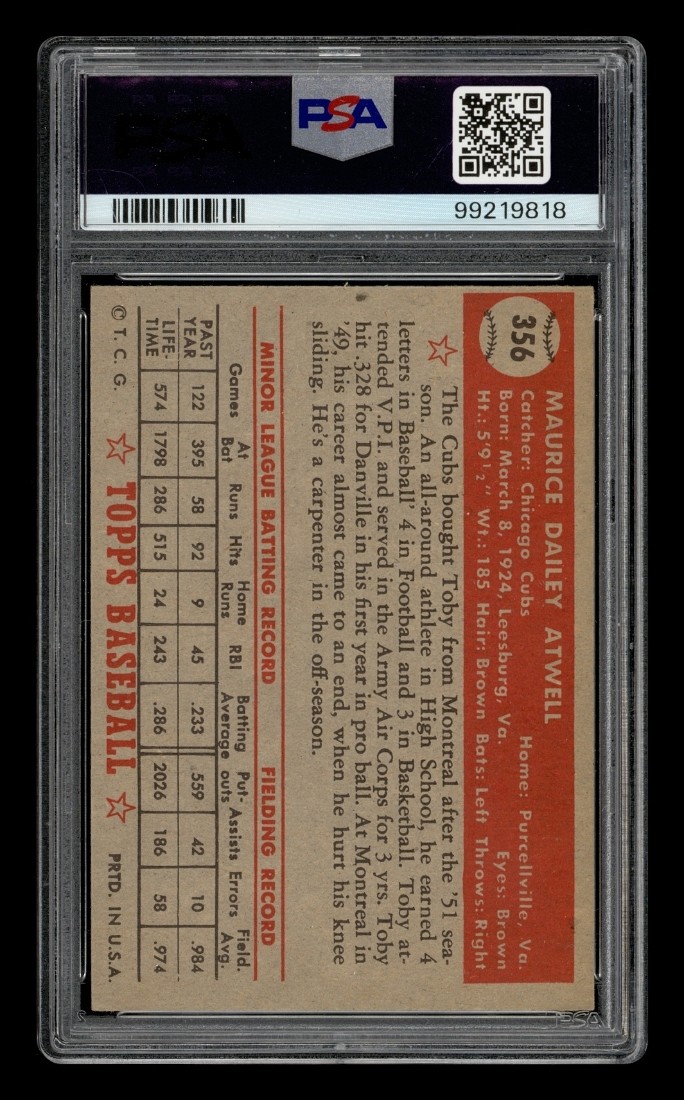 PSA
99219818
356
MAURICE DAILEY ATWELL
Catcher: Chicago Cubs Home: Purcellville, Va.
Born: March 8, 1924, Leesburg, Va. Eyes: Brown
Ht.: 5'9½" Wt.: 185 Hair: Brown Bats: Left Throws: Right
The Cubs bought Toby from Montreal after the '51 sea-
son. An all-around athlete in High School, he earned 4
letters in Baseball' 4 in Football and 3 in Basketball. Toby at-
tended V.P.I. and served in the Army Air Corps for 3 yrs. Toby
hit .328 for Danville in his first year in pro ball. At Montreal in
'49, his career almost came to an end, when he hurt his knee
sliding. He's a carpenter in the off-season.
MINOR LEAGUE BATTING RECORD FIELDING RECORD
Games At Bat Runs Hits Home Runs RBI Batting Average Put-outs Assists Errors Field. Avg.
PAST YEAR 122 395 58 92 9 45 .233 559 42 10 .984
LIFE-TIME 574 1798 286 515 24 243 .286 2026 186 58 .974
© T. C. G. TOPPS BASEBALL PRTD. IN U.S.A.
PSA